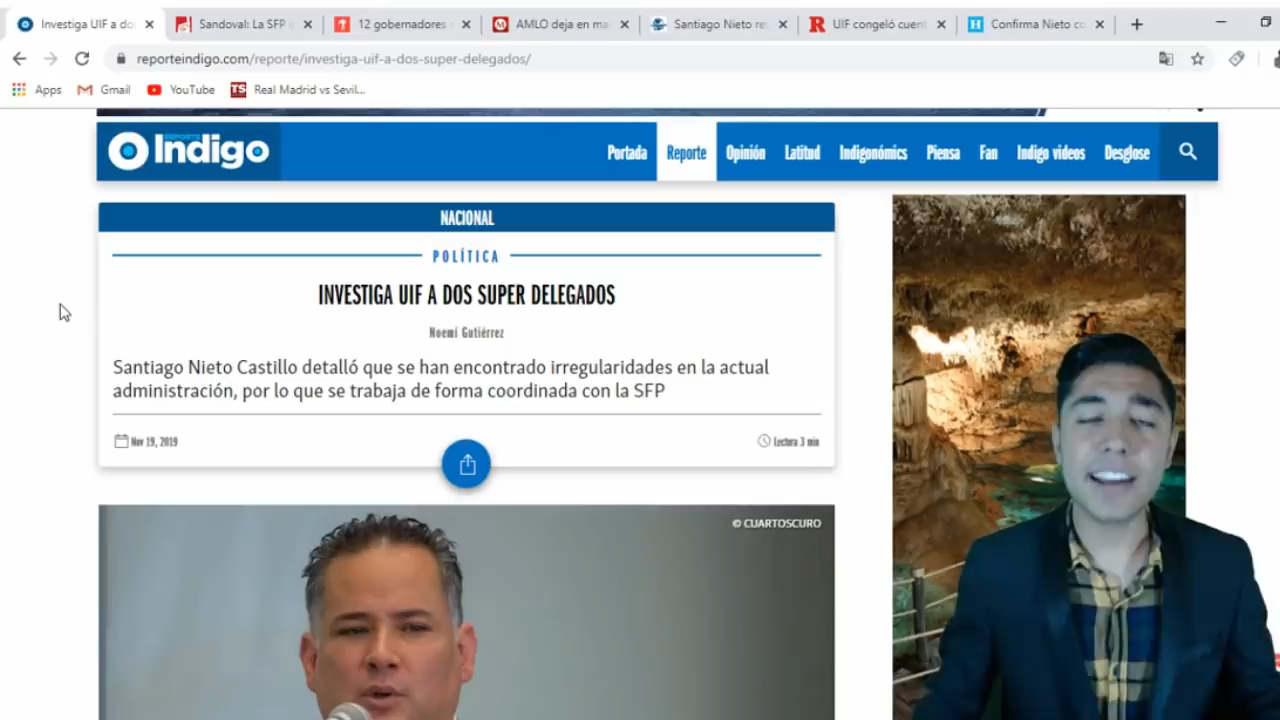 Investiga UIF a do
Sandoval: La SFP e
12 gobernadores
AMLO deja en ma
Santiago Nieto re
UIF congeló cuent
Confirma Nieto co
reporteindigo.com/reporte/investiga-uif-a-dos-super-delegados/
Apps
Gmail
YouTube
TS
Real Madrid vs Sevil...
REPORTE
Indigo
Portada
Reporte
Opinión
Latitud
Indigonómics
Piensa
Fan
Indigo videos
Desglose
NACIONAL
POLÍTICA
INVESTIGA UIF A DOS SUPER DELEGADOS
Noemí Gutiérrez
Santiago Nieto Castillo detalló que se han encontrado irregularidades en la actual
administración, por lo que se trabaja de forma coordinada con la SFP
Nov 19, 2019
Lectura 3 min
© CUARTOSCURO